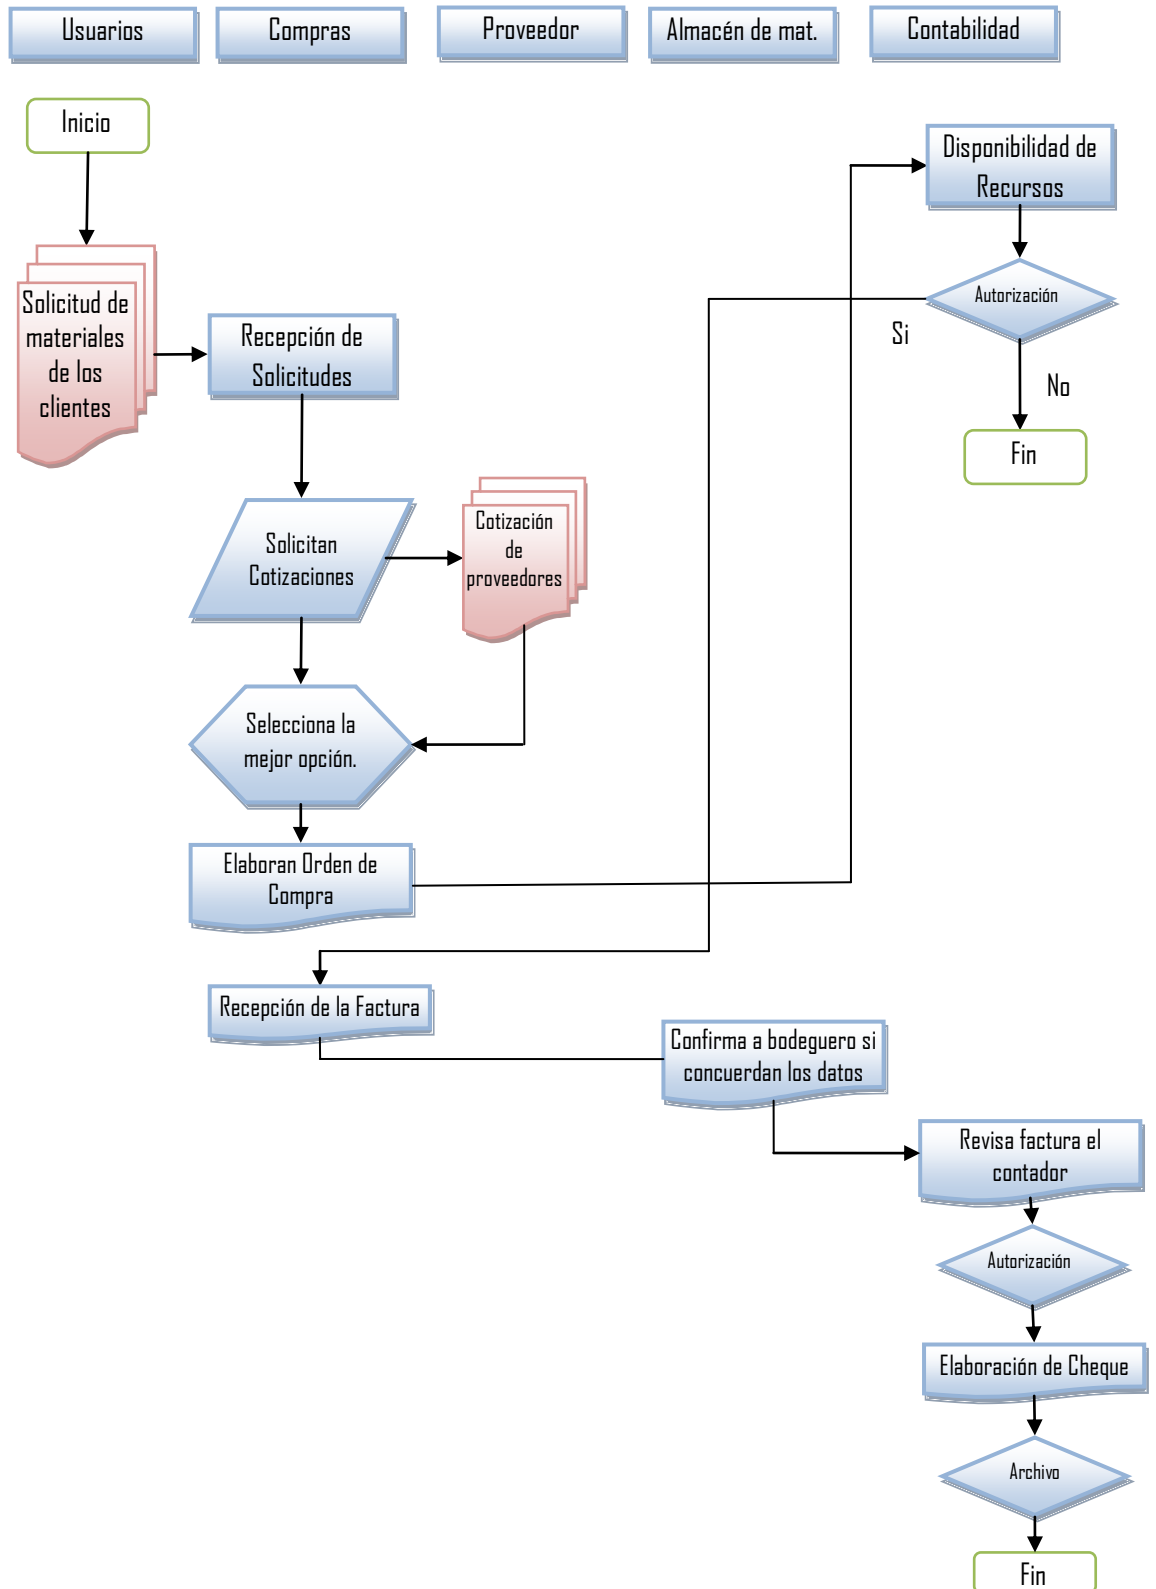 Usuarios
Compras
Proveedor
Almacén de mat.
Contabilidad
Inicio
Disponibilidad de
Recursos
Autorización
Si
No
Fin
Solicitud de
materiales
de los
clientes
Recepción de
Solicitudes
Solicitan
Cotizaciones
Cotización
de
proveedores
Selecciona la
mejor opción.
Elaboran Orden de
Compra
Recepción de la Factura
Confirma a bodeguero si
concuerdan los datos
Revisa factura el
contador
Autorización
Elaboración de Cheque
Archivo
Fin